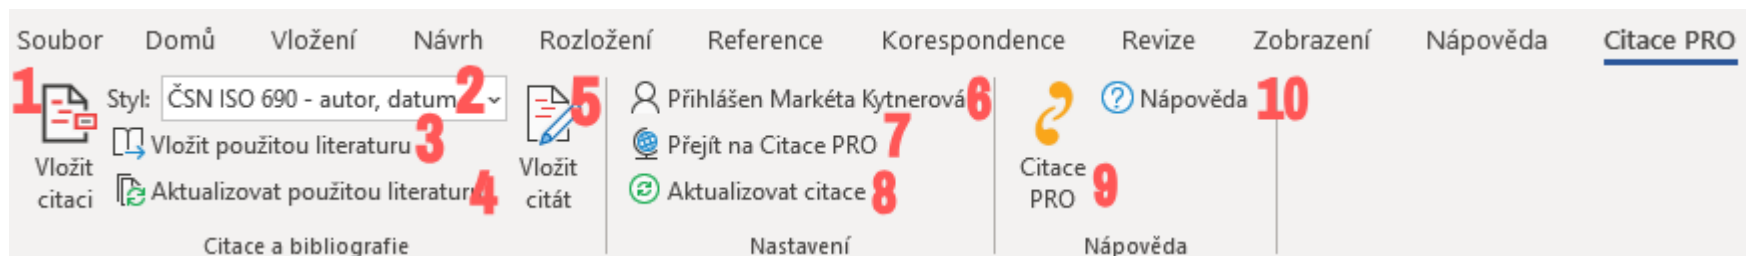 Soubor Domů Vložení Návrh Rozložení Reference Korespondence Revize Zobrazení Nápověda Citace PRO
1
Vložit
citaci
Styl: ČSN ISO 690 - autor, datum 2
Vložit použitou literaturu 3
Aktualizovat použitou literaturu 4
5
Vložit
citát
Citace a bibliografie
Přihlášen Markéta Kytnerová 6
Přejít na Citace PRO 7
Aktualizovat citace 8
Nastavení
Citace
PRO 9
Nápověda 10
Nápověda